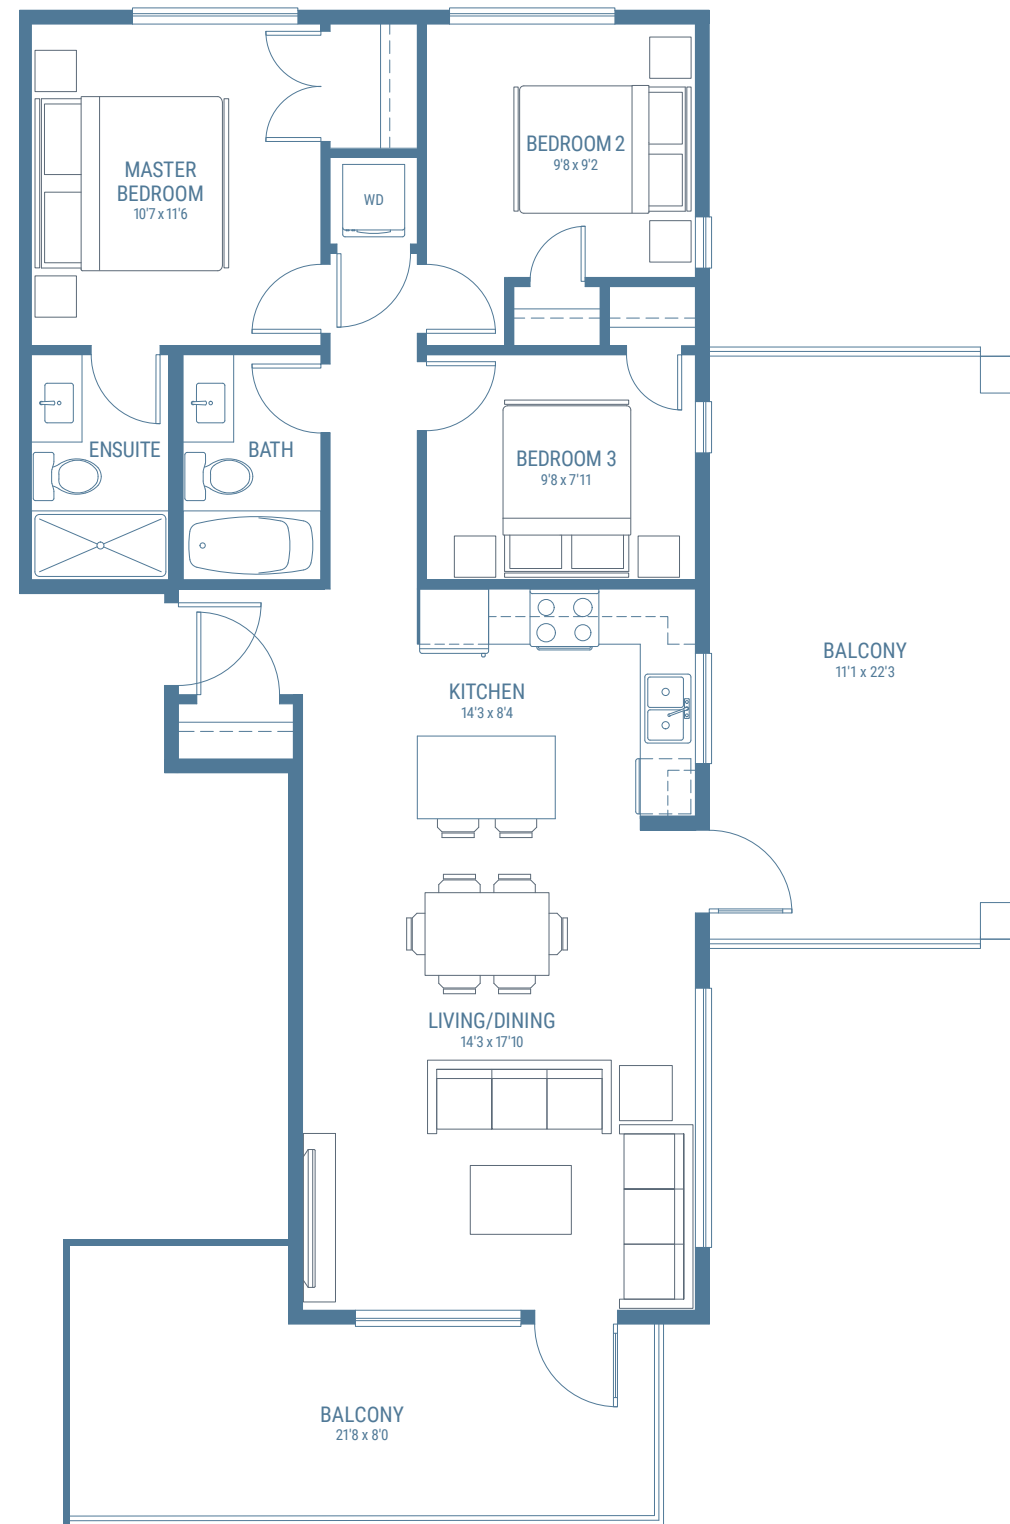 MASTER
BEDROOM
10'7 x 11'6
WD
BEDROOM 2
9'8 x 9'2
ENSUITE
BATH
BEDROOM 3
9'8 x 7'11
KITCHEN
14'3 x 8'4
BALCONY
11'1 x 22'3
LIVING/DINING
14'3 x 17'10
BALCONY
21'8 x 8'0